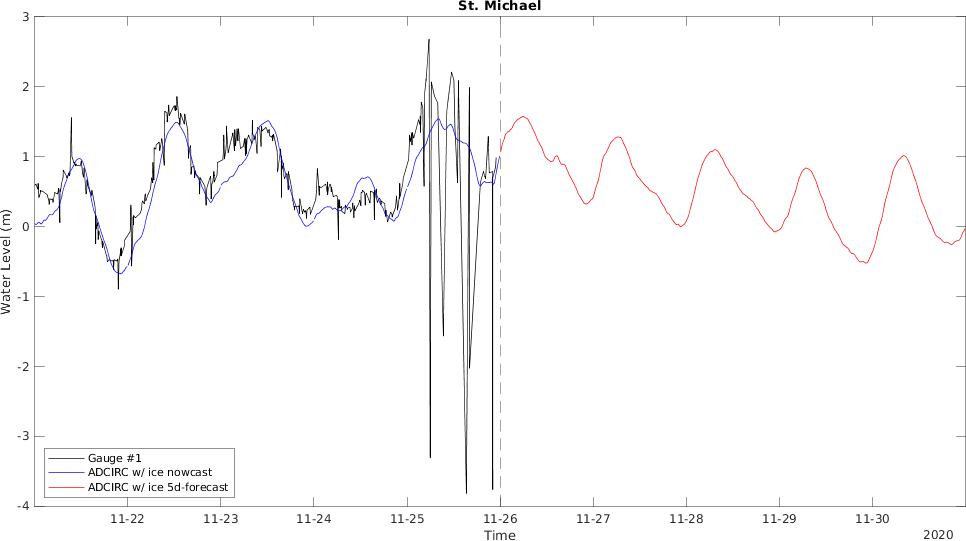 St. Michael
3
2
1
0
-1
-2
-3
-4
Water Level (m)
Gauge #1
ADCIRC w/ ice nowcast
ADCIRC w/ ice 5d-forecast
11-22 11-23 11-24 11-25 11-26 11-27 11-28 11-29 11-30
Time
2020